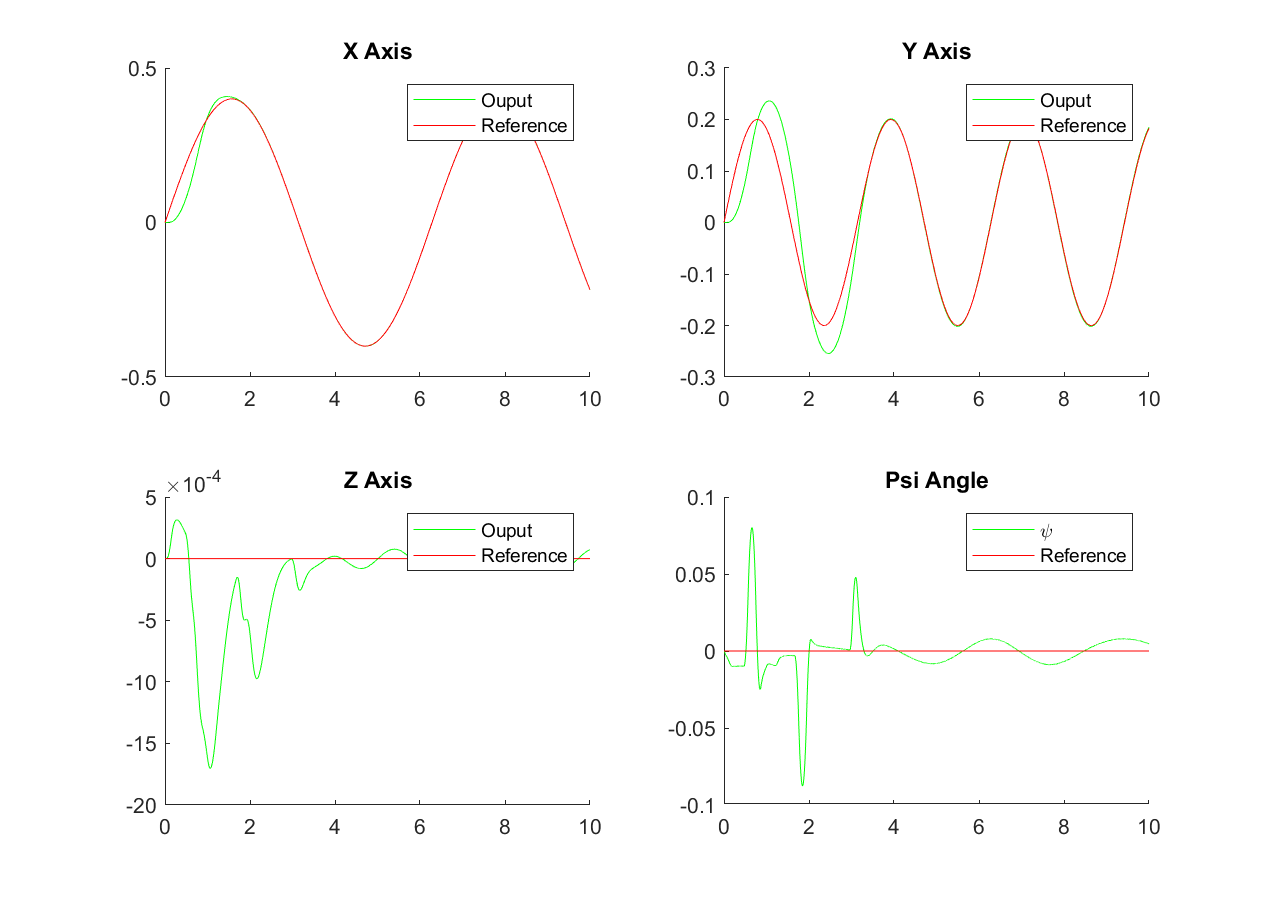 X Axis
0.5
0
-0.5
0 2 4 6 8 10
Ouput
Reference
Y Axis
0.3
0.2
0.1
0
-0.1
-0.2
-0.3
0 2 4 6 8 10
Ouput
Reference
Z Axis
×10-4
5
0
-5
-10
-15
-20
0 2 4 6 8 10
Ouput
Reference
Psi Angle
0.1
0.05
0
-0.05
-0.1
0 2 4 6 8 10
ψ
Reference